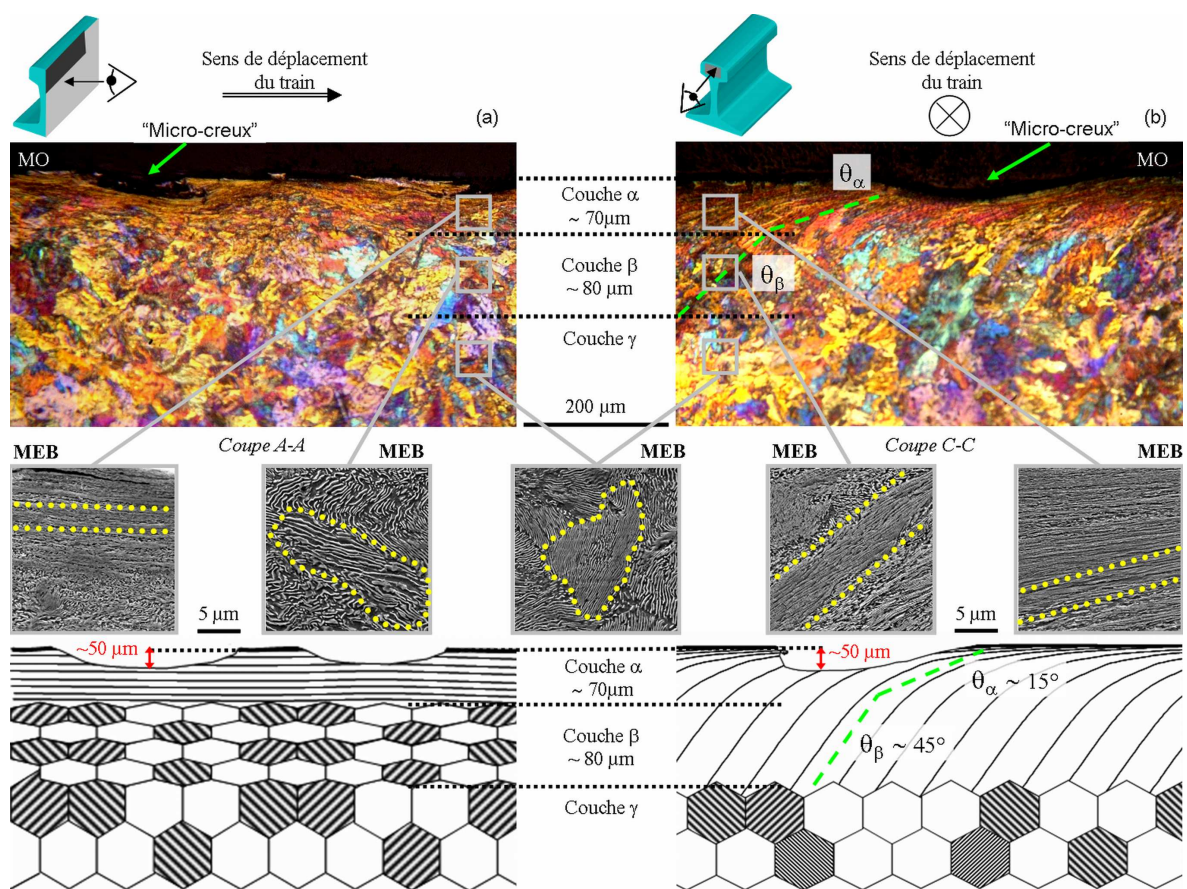 Sens de déplacement
du train
(a)
“Micro-creux”
MO
Sens de déplacement
du train
(b)
“Micro-creux”
MO
θα
θβ
Couche α
~ 70µm
Couche β
~ 80 µm
Couche γ
200 µm
Coupe A-A
Coupe C-C
MEB
MEB
MEB
MEB
MEB
5 µm
5 µm
~50 µm
Couche α
~ 70µm
Couche β
~ 80 µm
Couche γ
~50 µm
θα ~ 15°
θβ ~ 45°